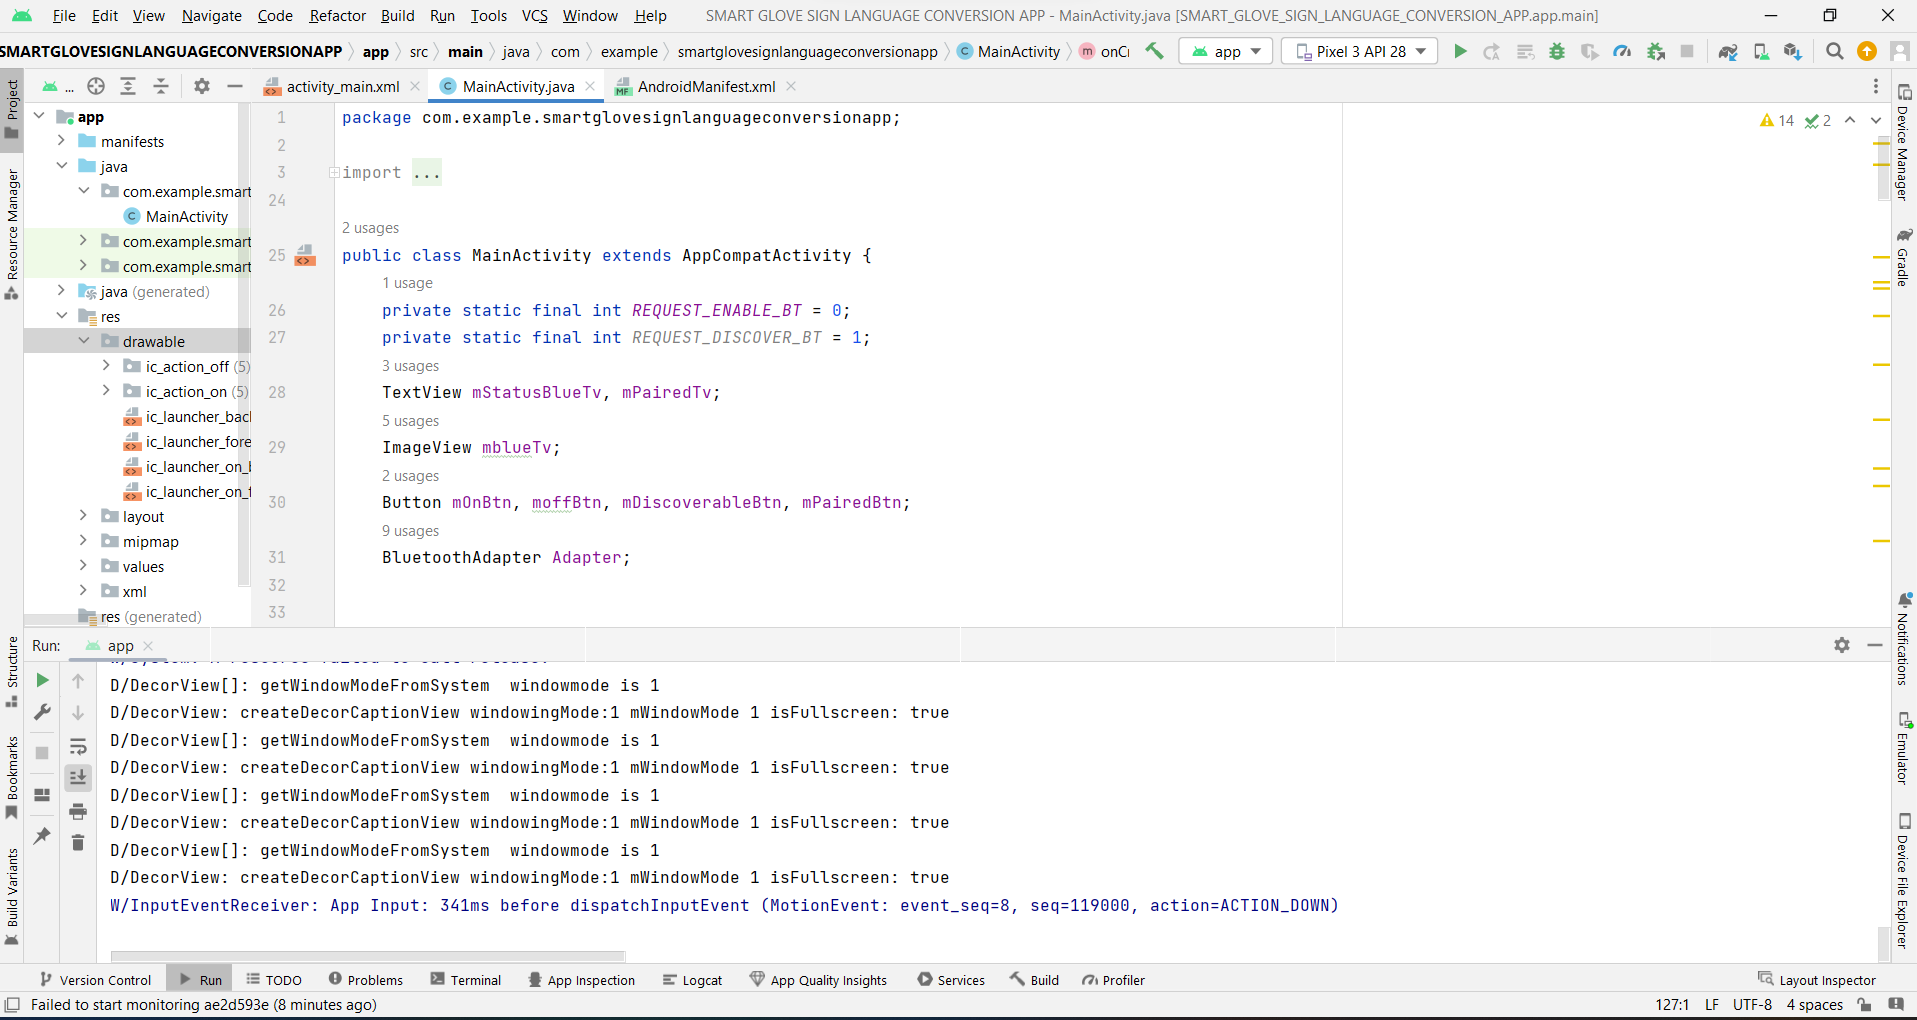 File Edit View Navigate Code Refactor Build Run Tools VCS Window Help SMART GLOVE SIGN LANGUAGE CONVERSION APP - MainActivity.java [SMART_GLOVE_SIGN_LANGUAGE_CONVERSION_APP.app.main]
SMARTGLOVESIGNLANGUAGECONVERSIONAPP app src main java com example smartglovesignlanguageconversionapp MainActivity onCr app Pixel 3 API 28
... activity_main.xml MainActivity.java AndroidManifest.xml
Project
Resource Manager
Structure
Bookmarks
Build Variants
app
manifests
java
com.example.smart
MainActivity
com.example.smart
com.example.smart
java (generated)
res
drawable
ic_action_off (5)
ic_action_on (5)
ic_launcher_bac
ic_launcher_fore
ic_launcher_on_b
ic_launcher_on_f
layout
mipmap
values
xml
res (generated)
1 package com.example.smartglovesignlanguageconversionapp;
2
3 import ...
24
2 usages
25 public class MainActivity extends AppCompatActivity {
1 usage
26 private static final int REQUEST_ENABLE_BT = 0;
27 private static final int REQUEST_DISCOVER_BT = 1;
3 usages
28 TextView mStatusBlueTv, mPairedTv;
5 usages
29 ImageView mblueTv;
2 usages
30 Button mOnBtn, moffBtn, mDiscoverableBtn, mPairedBtn;
9 usages
31 BluetoothAdapter Adapter;
32
33
14 2
Device Manager
Gradle
Notifications
Emulator
Device File Explorer
Run: app
D/DecorView[]: getWindowModeFromSystem  windowmode is 1
D/DecorView: createDecorCaptionView windowingMode:1 mWindowMode 1 isFullscreen: true
D/DecorView[]: getWindowModeFromSystem  windowmode is 1
D/DecorView: createDecorCaptionView windowingMode:1 mWindowMode 1 isFullscreen: true
D/DecorView[]: getWindowModeFromSystem  windowmode is 1
D/DecorView: createDecorCaptionView windowingMode:1 mWindowMode 1 isFullscreen: true
D/DecorView[]: getWindowModeFromSystem  windowmode is 1
D/DecorView: createDecorCaptionView windowingMode:1 mWindowMode 1 isFullscreen: true
W/InputEventReceiver: App Input: 341ms before dispatchInputEvent (MotionEvent: event_seq=8, seq=119000, action=ACTION_DOWN)
Version Control Run TODO Problems Terminal App Inspection Logcat App Quality Insights Services Build Profiler Layout Inspector
Failed to start monitoring ae2d593e (8 minutes ago) 127:1 LF UTF-8 4 spaces